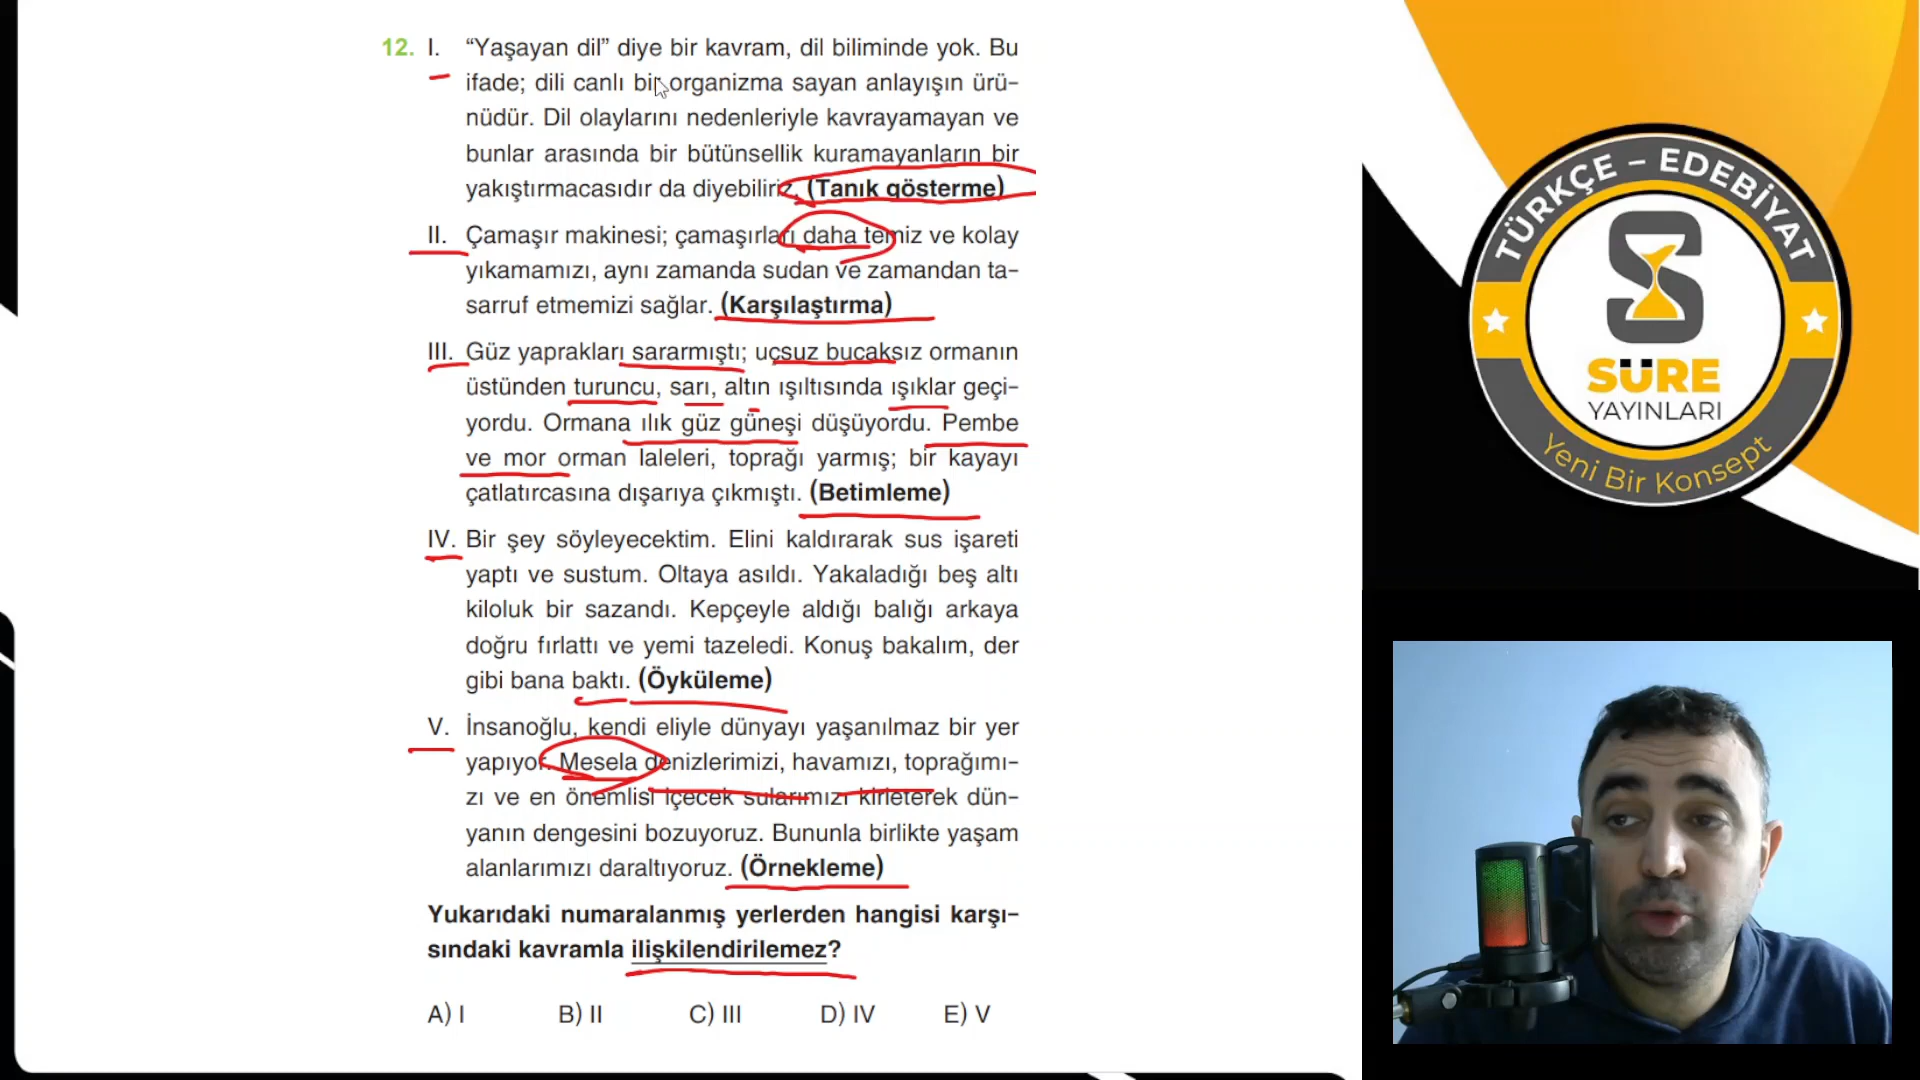 12. I. “Yaşayan dil” diye bir kavram, dil biliminde yok. Bu
ifade; dili canlı bir organizma sayan anlayışın ürü-
nüdür. Dil olaylarını nedenleriyle kavrayamayan ve
bunlar arasında bir bütünsellik kuramayanların bir
yakıştırmacasıdır da diyebiliriz. (Tanık gösterme)
II. Çamaşır makinesi; çamaşırları daha temiz ve kolay
yıkamamızı, aynı zamanda sudan ve zamandan ta-
sarruf etmemizi sağlar. (Karşılaştırma)
III. Güz yaprakları sararmıştı; uçsuz bucaksız ormanın
üstünden turuncu, sarı, altın ışıltısında ışıklar geçi-
yordu. Ormana ılık güz güneşi düşüyordu. Pembe
ve mor orman laleleri, toprağı yarmış; bir kayayı
çatlatırcasına dışarıya çıkmıştı. (Betimleme)
IV. Bir şey söyleyecektim. Elini kaldırarak sus işareti
yaptı ve sustum. Oltaya asıldı. Yakaladığı beş altı
kiloluk bir sazandı. Kepçeyle aldığı balığı arkaya
doğru fırlattı ve yemi tazeledi. Konuş bakalım, der
gibi bana baktı. (Öyküleme)
V. İnsanoğlu, kendi eliyle dünyayı yaşanılmaz bir yer
yapıyor. Mesela denizlerimizi, havamızı, toprağımı-
zı ve en önemlisi içecek sularımızı kirleterek dün-
yanın dengesini bozuyoruz. Bununla birlikte yaşam
alanlarımızı daraltıyoruz. (Örnekleme)
Yukarıdaki numaralanmış yerlerden hangisi karşı-
sındaki kavramla ilişkilendirilemez?
A) I B) II C) III D) IV E) V
TÜRKÇE – EDEBİYAT
S
SÜRE
YAYINLARI
Yeni Bir Konsept